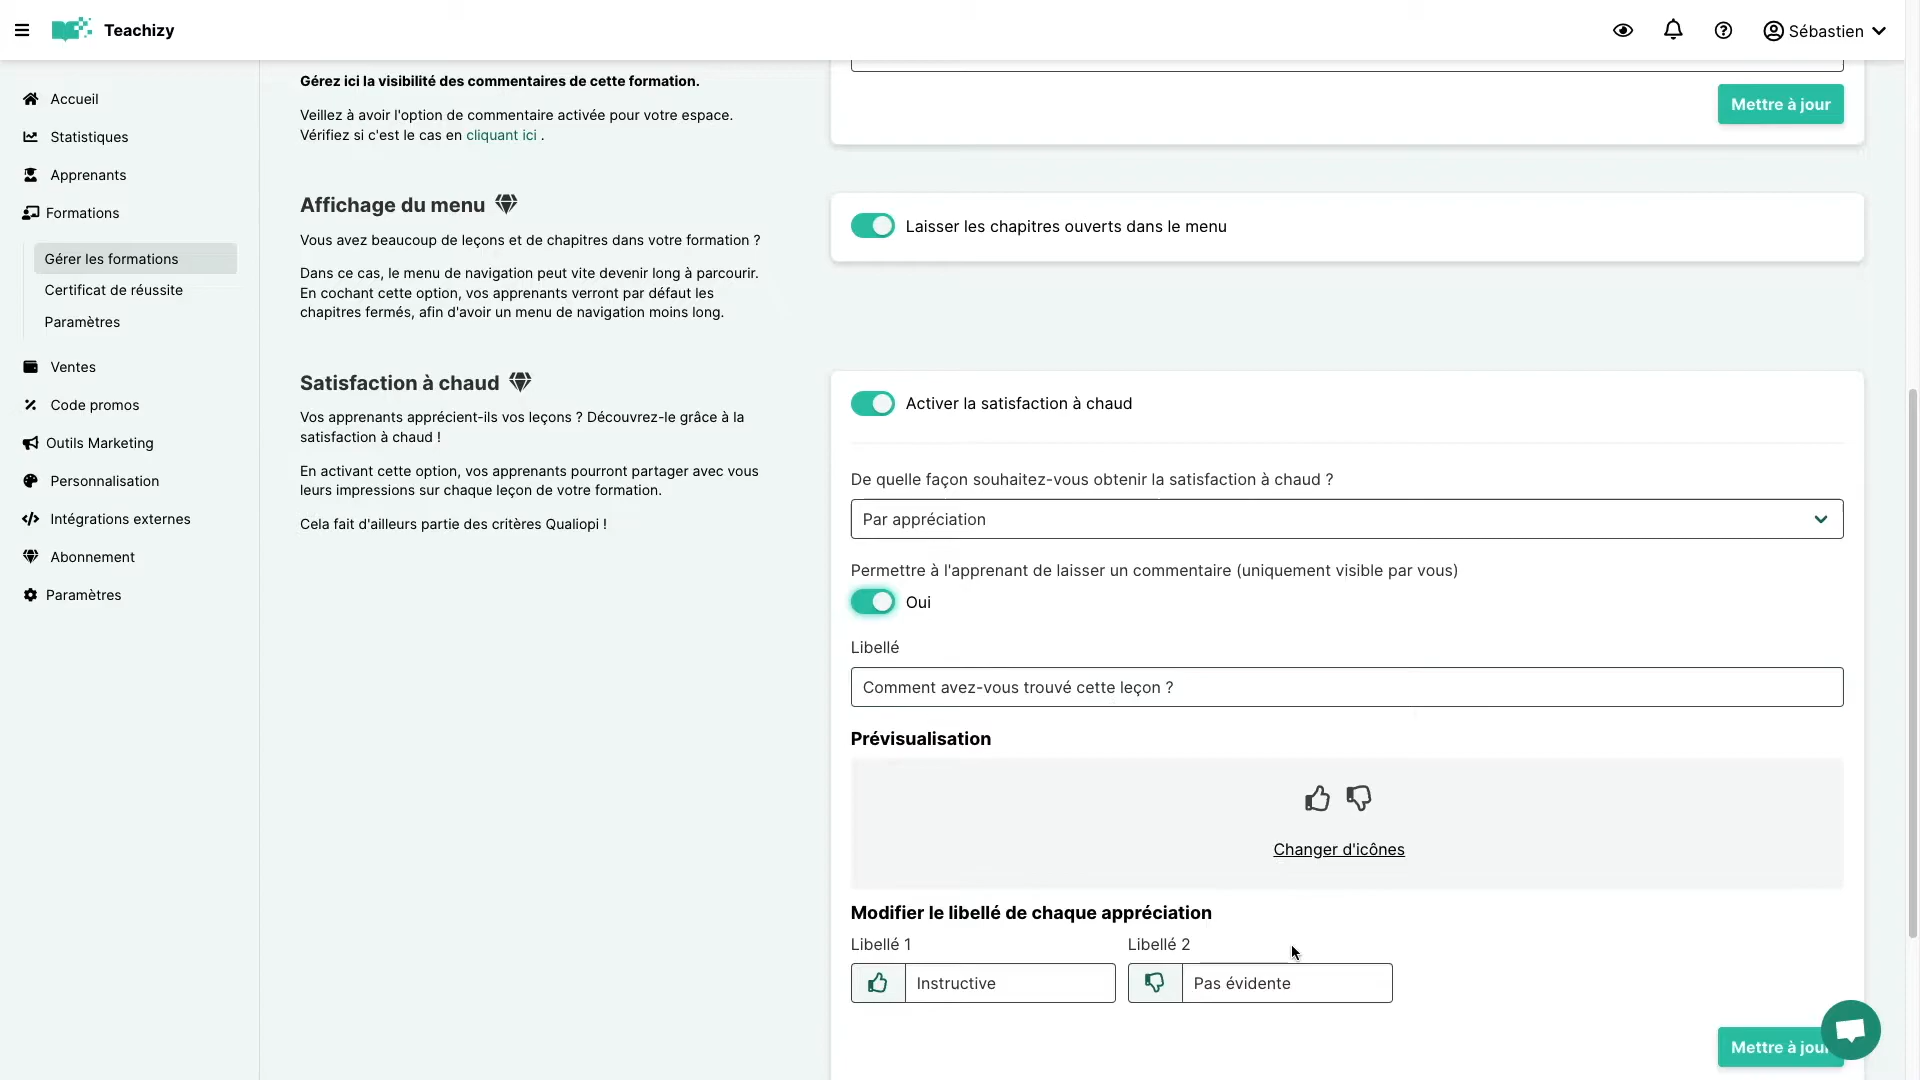 Teachizy
Sébastien
Accueil
Statistiques
Apprenants
Formations
Gérer les formations
Certificat de réussite
Paramètres
Ventes
Code promos
Outils Marketing
Personnalisation
Intégrations externes
Abonnement
Paramètres
Gérez ici la visibilité des commentaires de cette formation.
Veillez à avoir l'option de commentaire activée pour votre espace.
Vérifiez si c'est le cas en cliquant ici .
Mettre à jour
Affichage du menu
Vous avez beaucoup de leçons et de chapitres dans votre formation ?
Dans ce cas, le menu de navigation peut vite devenir long à parcourir.
En cochant cette option, vos apprenants verront par défaut les
chapitres fermés, afin d'avoir un menu de navigation moins long.
Laisser les chapitres ouverts dans le menu
Satisfaction à chaud
Vos apprenants apprécient-ils vos leçons ? Découvrez-le grâce à la
satisfaction à chaud !
En activant cette option, vos apprenants pourront partager avec vous
leurs impressions sur chaque leçon de votre formation.
Cela fait d'ailleurs partie des critères Qualiopi !
Activer la satisfaction à chaud
De quelle façon souhaitez-vous obtenir la satisfaction à chaud ?
Par appréciation
Permettre à l'apprenant de laisser un commentaire (uniquement visible par vous)
Oui
Libellé
Comment avez-vous trouvé cette leçon ?
Prévisualisation
Changer d'icônes
Modifier le libellé de chaque appréciation
Libellé 1
Libellé 2
Instructive
Pas évidente
Mettre à jour